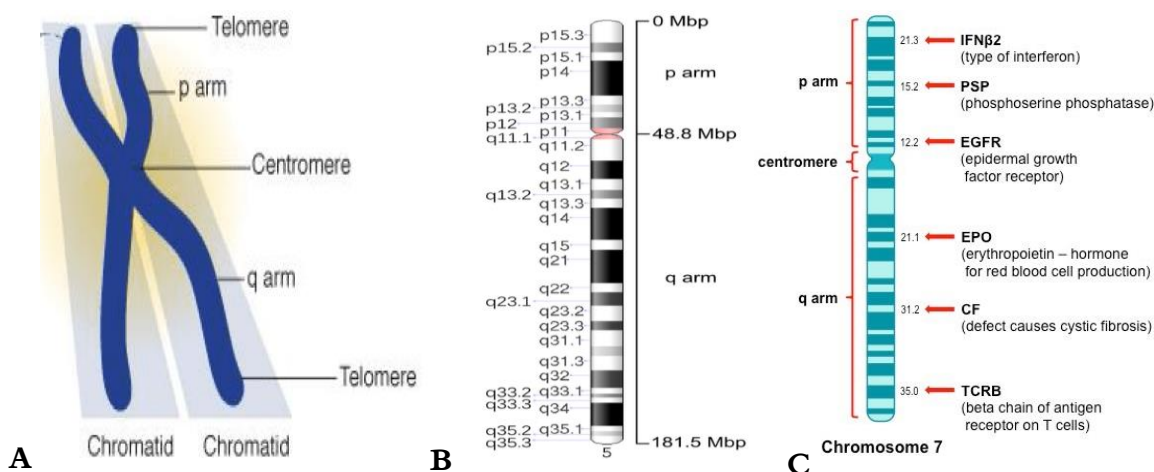 Telomere
p arm
Centromere
q arm
Telomere
Chromatid Chromatid
A
p15.3
p15.2
p15.1
p14
p13.3
p13.2
p13.1
p12
p11
q11.1
q11.2
q12
q13.1
q13.2
q13.3
q14
q15
q21
q22
q23.1
q23.2
q23.3
q31.1
q31.3
q32
q33.2
q33.1
q33.3
q34
q35.2
q35.1
q35.3
0 Mbp
p arm
48.8 Mbp
q arm
181.5 Mbp
5
B
p arm
centromere
q arm
21.3 IFNβ2
(type of interferon)
15.2 PSP
(phosphoserine phosphatase)
12.2 EGFR
(epidermal growth
factor receptor)
21.1 EPO
(erythropoietin – hormone
for red blood cell production)
31.2 CF
(defect causes cystic fibrosis)
35.0 TCRB
(beta chain of antigen
receptor on T cells)
Chromosome 7
C